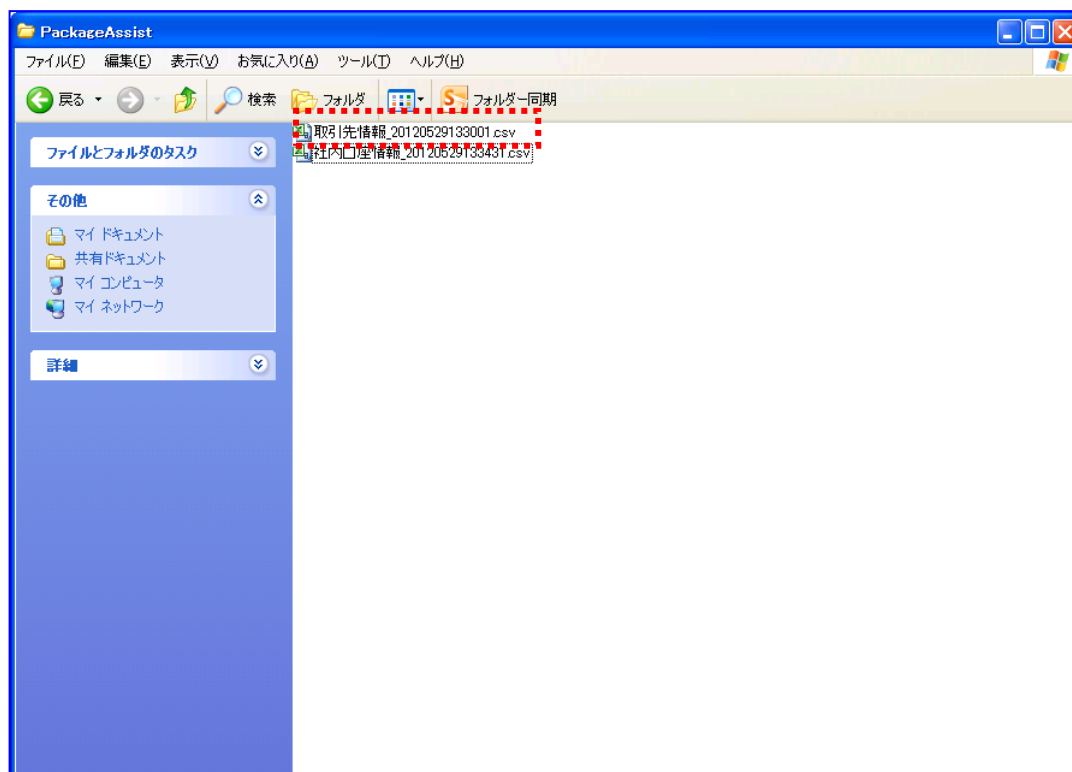 PackageAssist
ファイル(F) 編集(E) 表示(V) お気に入り(A) ツール(T) ヘルプ(H)
戻る 検索 フォルダ フォルダー同期
取引先情報_20120529133001.csv
社内口座情報_20120529133431.csv
ファイルとフォルダのタスク
その他
マイ ドキュメント
共有ドキュメント
マイ コンピュータ
マイ ネットワーク
詳細